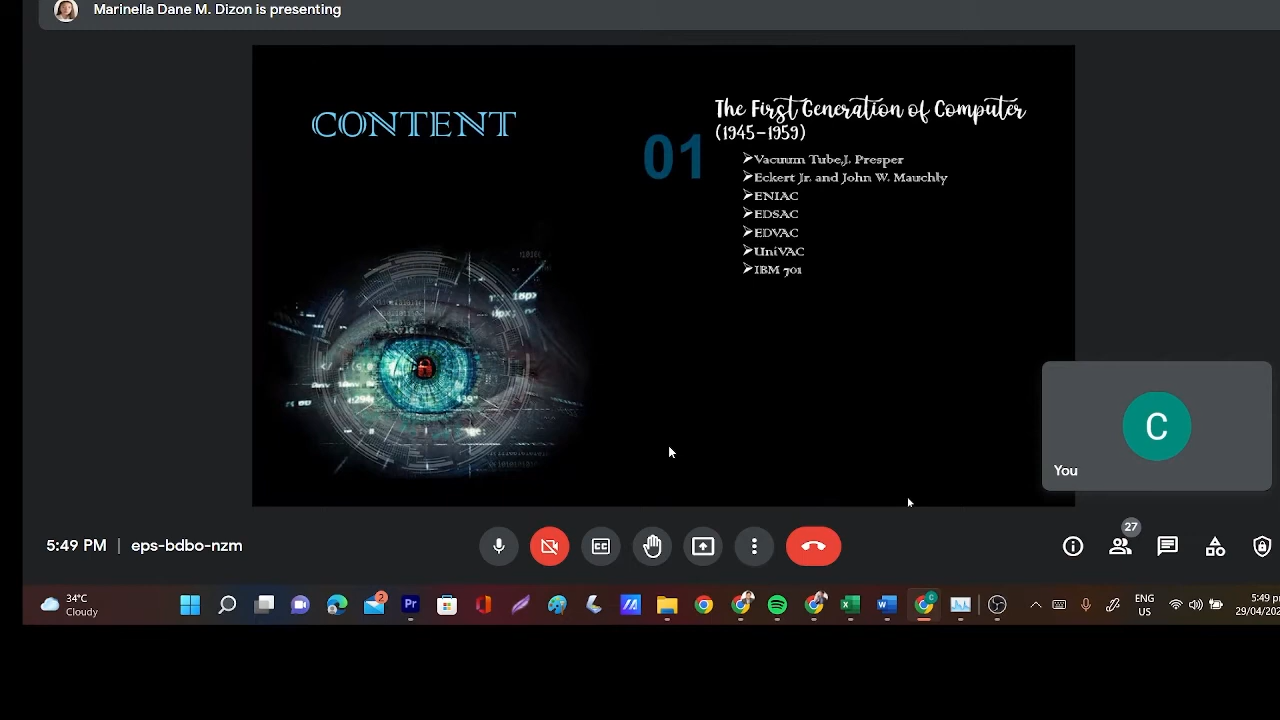 Marinella Dane M. Dizon is presenting
CONTENT
01
The First Generation of Computer
(1945-1959)
➢Vacuum Tube,J. Presper
➢Eckert Jr. and John W. Mauchly
➢ENIAC
➢EDSAC
➢EDVAC
➢UniVAC
➢IBM 701
C
You
5:49 PM | eps-bdbo-nzm
27
34°C
Cloudy
2
Pr
C
ENG
US
5:49
29/04/202